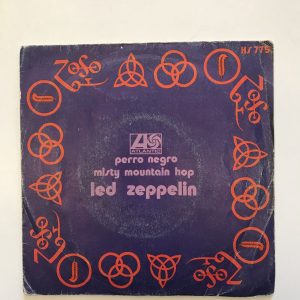 HS 775
ATLANTIC
perro negro
misty mountain hop
led zeppelin